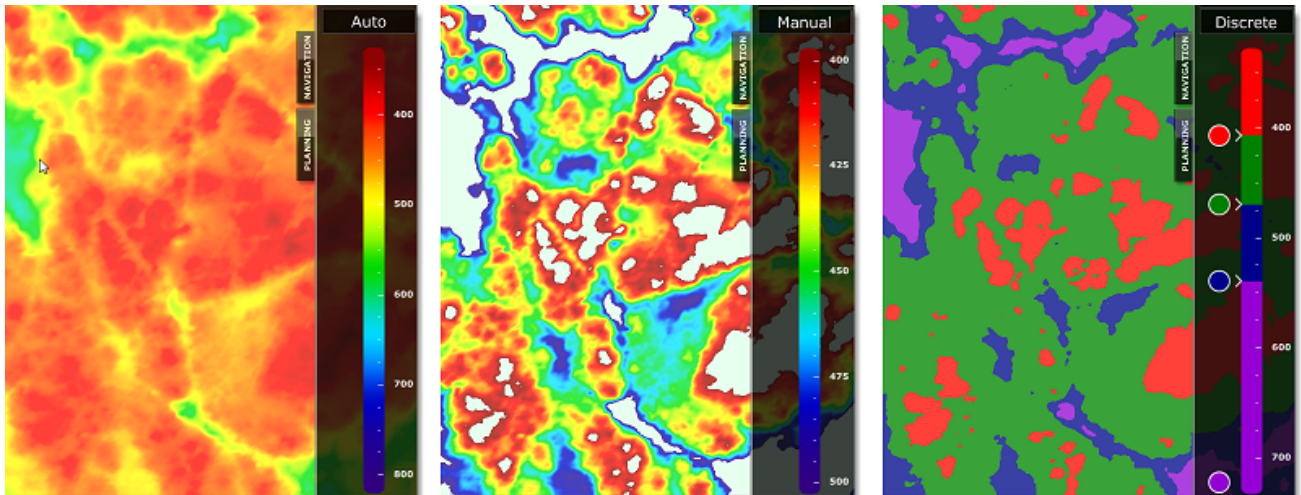 Auto
NAVIGATION
PLANNING
400
500
600
700
800
Manual
NAVIGATION
PLANNING
400
425
450
475
500
Discrete
NAVIGATION
PLANNING
400
500
600
700